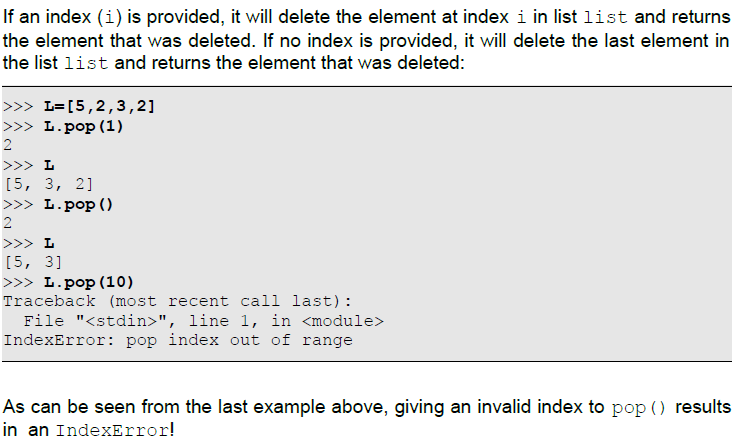 If an index (i) is provided, it will delete the element at index i in list list and returns
the element that was deleted. If no index is provided, it will delete the last element in
the list list and returns the element that was deleted:
>>> L=[5,2,3,2]
>>> L.pop(1)
2
>>> L
[5, 3, 2]
>>> L.pop()
2
>>> L
[5, 3]
>>> L.pop(10)
Traceback (most recent call last):
  File "<stdin>", line 1, in <module>
IndexError: pop index out of range
As can be seen from the last example above, giving an invalid index to pop() results
in an IndexError!